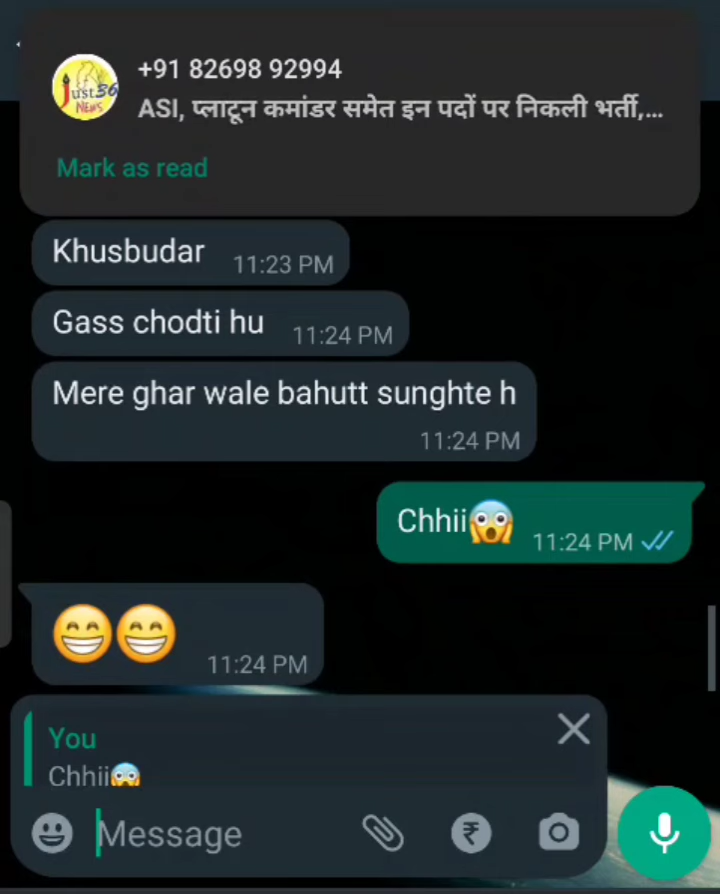 +91 82698 92994
Just36
NEWS
ASI, प्लाटून कमांडर समेत इन पदों पर निकली भर्ती,...
Mark as read
Khusbudar
11:23 PM
Gass chodti hu
11:24 PM
Mere ghar wale bahutt sunghte h
11:24 PM
Chhii😱
11:24 PM
😁😁
11:24 PM
You
Chhii😱
Message